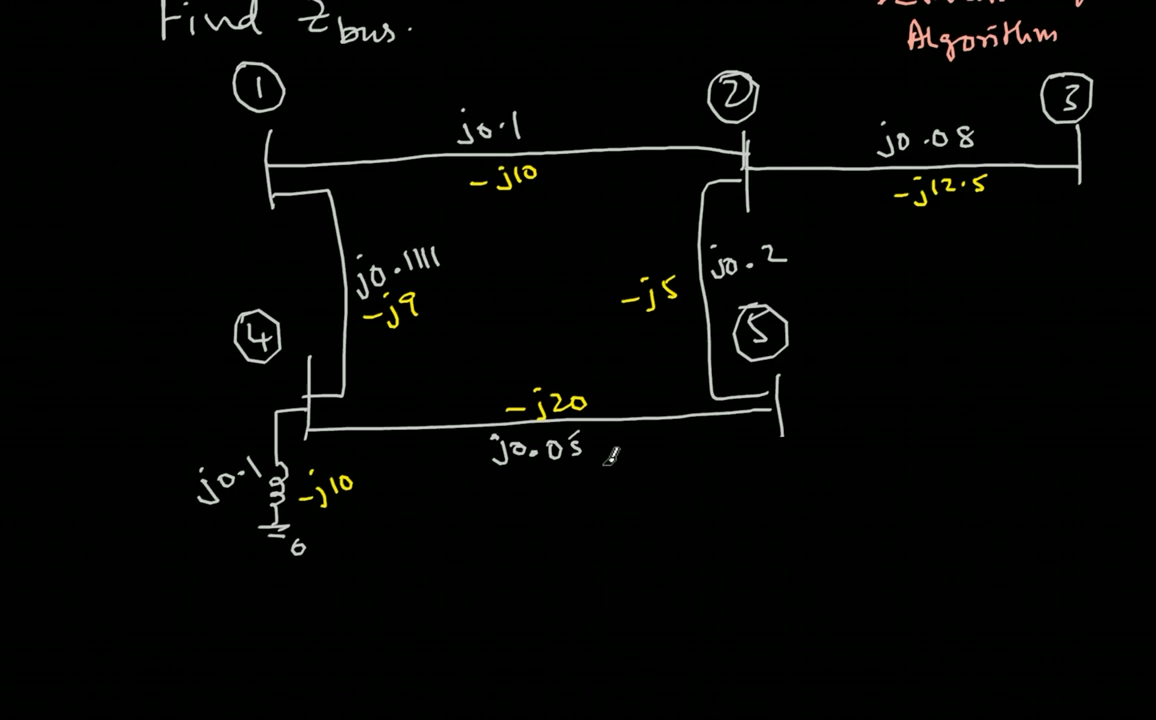 Find Zbus.
Algorithm
1
2
3
j0.1
-j10
j0.08
-j12.5
j0.1111
-j9
j0.2
-j5
4
5
-j20
j0.05
j0.1
-j10
0